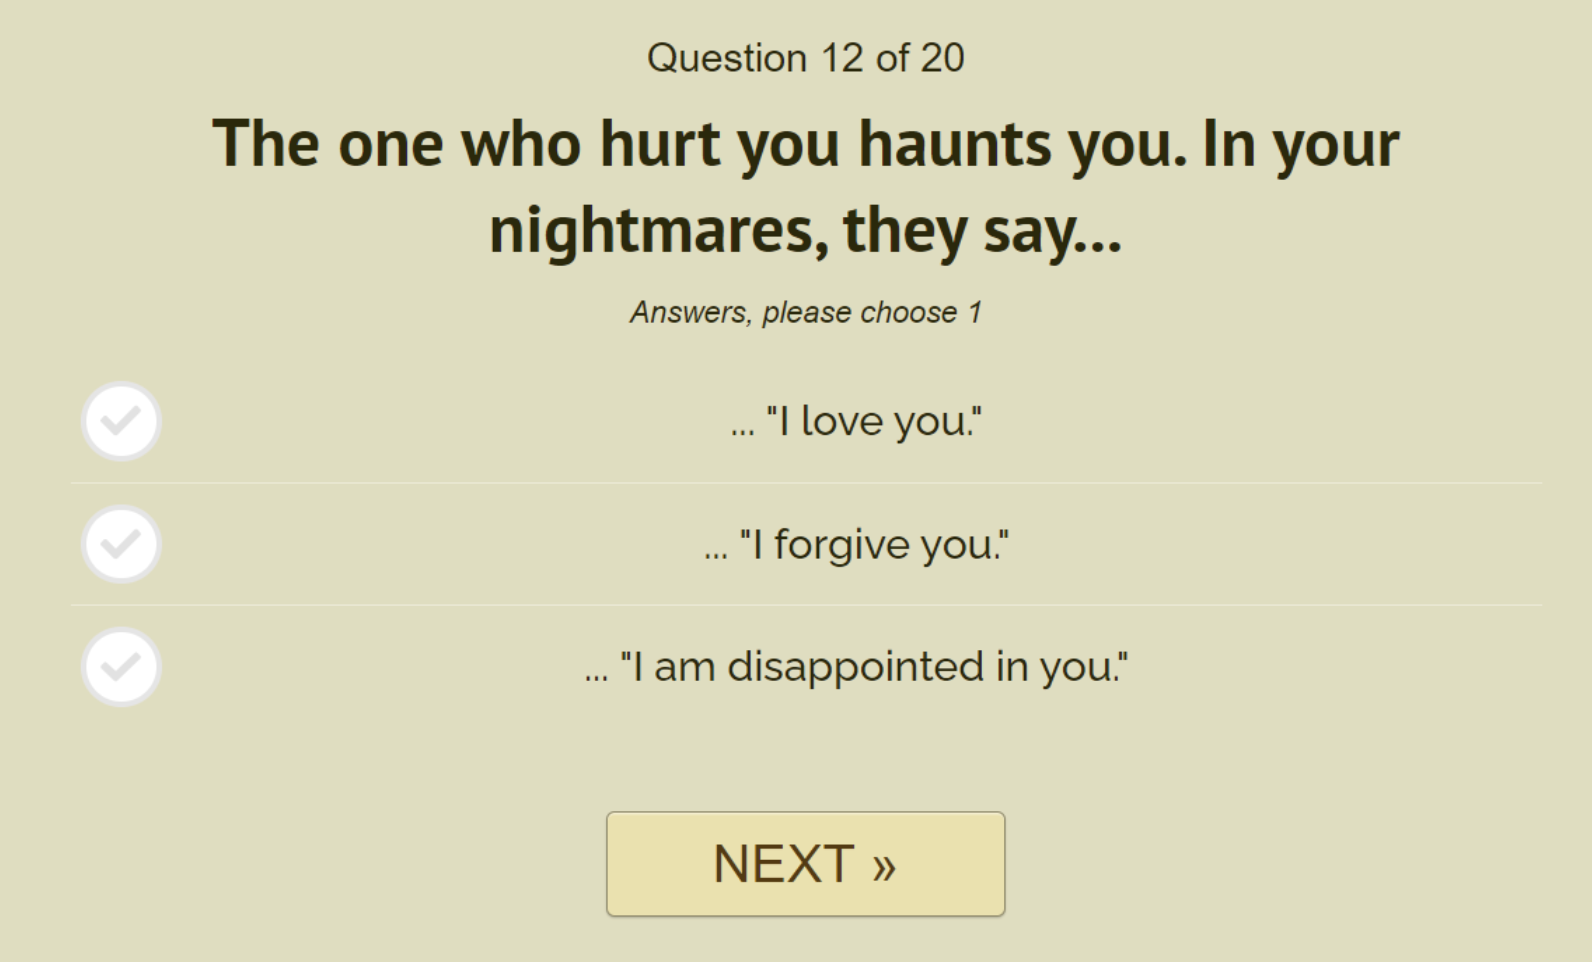 Question 12 of 20
The one who hurt you haunts you. In your
nightmares, they say...
Answers, please choose 1
... "I love you."
... "I forgive you."
... "I am disappointed in you."
NEXT »